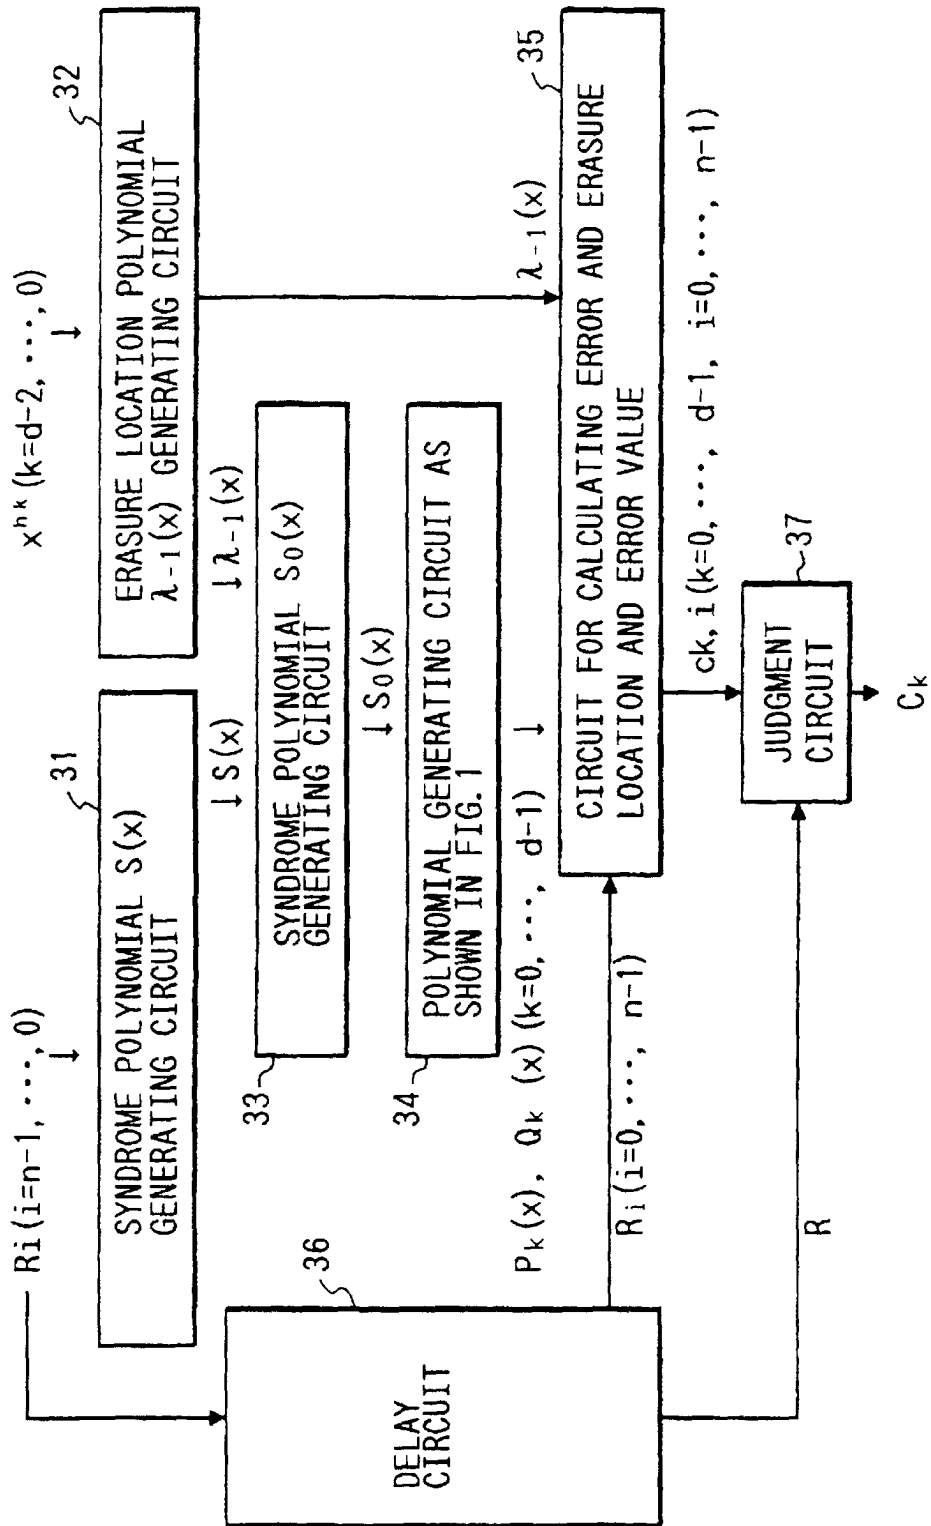 Ri(i=n-1, ･･･, 0)
↓
x^hk(k=d-2, ･･･, 0)
↓
31
SYNDROME POLYNOMIAL S(x)
GENERATING CIRCUIT
32
ERASURE LOCATION POLYNOMIAL
λ-1(x) GENERATING CIRCUIT
↓ S(x)
↓ λ-1(x)
33
SYNDROME POLYNOMIAL S0(x)
GENERATING CIRCUIT
↓ S0(x)
34
POLYNOMIAL GENERATING CIRCUIT AS
SHOWN IN FIG.1
36
DELAY
CIRCUIT
Pk(x), Qk (x)(k=0, ･･･, d-1) ↓
λ-1(x)
35
Ri(i=0, ･･･, n-1)
CIRCUIT FOR CALCULATING ERROR AND ERASURE
LOCATION AND ERROR VALUE
ck, i(k=0, ･･･, d-1, i=0, ･･･, n-1)
R
37
JUDGMENT
CIRCUIT
Ck